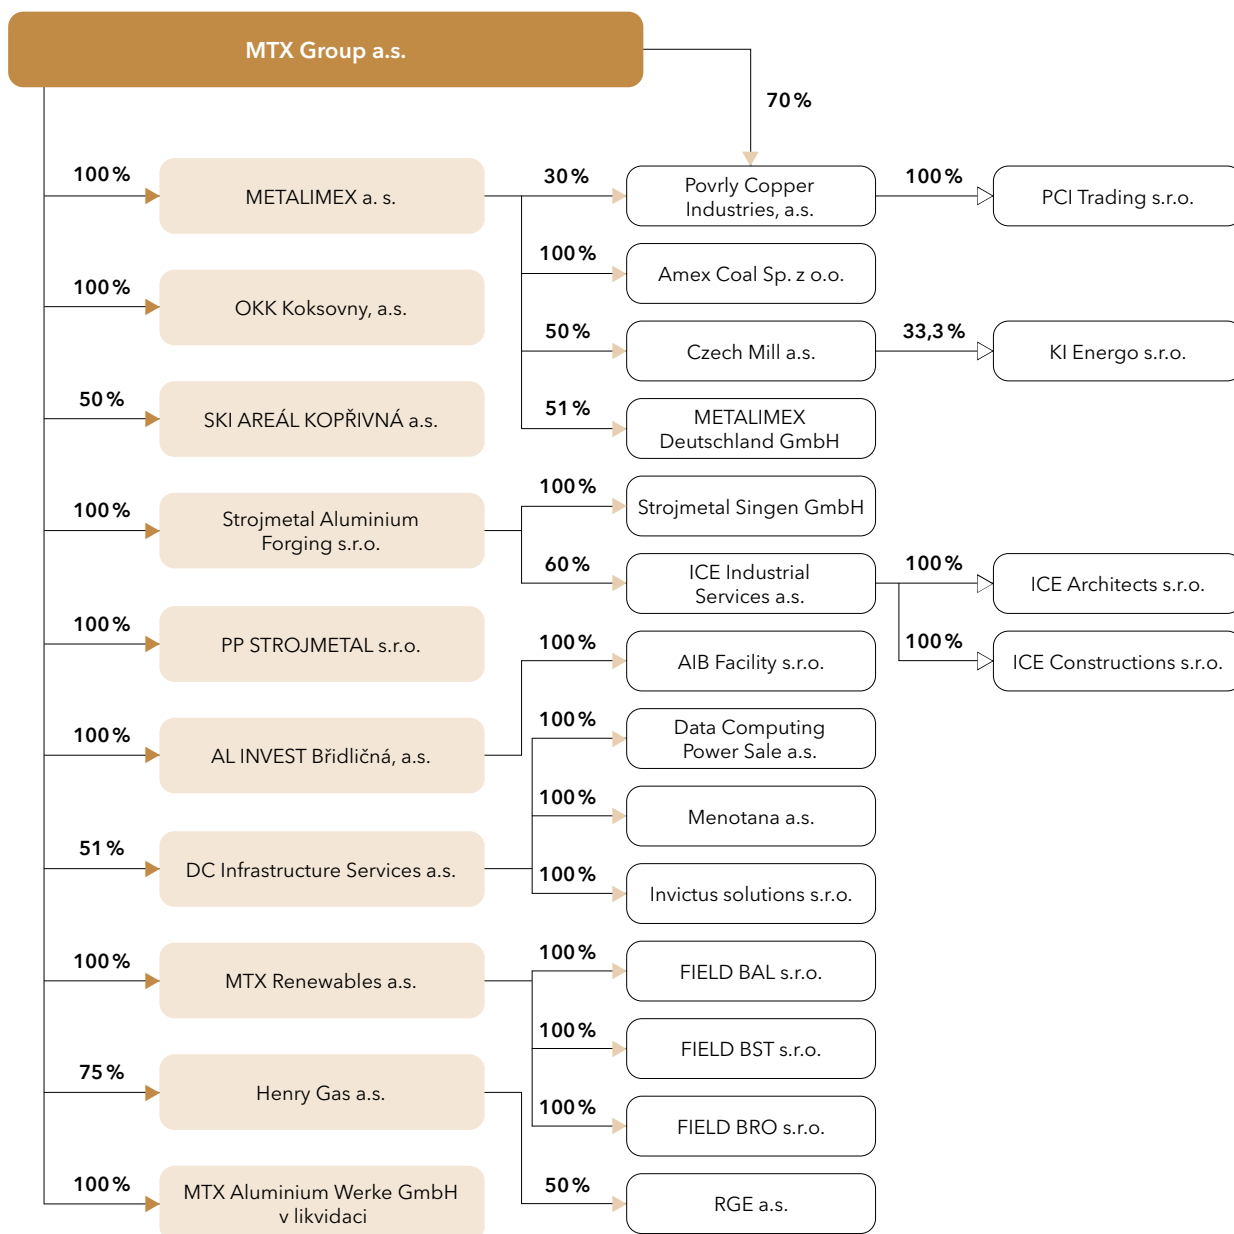 MTX Group a.s.
70 %
100 %
METALIMEX a. s.
30 %
Povrly Copper
Industries, a.s.
100 %
PCI Trading s.r.o.
100 %
Amex Coal Sp. z o.o.
100 %
OKK Koksovny, a.s.
50 %
Czech Mill a.s.
33,3 %
KI Energo s.r.o.
50 %
SKI AREÁL KOPŘIVNÁ a.s.
51 %
METALIMEX
Deutschland GmbH
100 %
Strojmetal Singen GmbH
100 %
Strojmetal Aluminium
Forging s.r.o.
60 %
ICE Industrial
Services a.s.
100 %
ICE Architects s.r.o.
100 %
PP STROJMETAL s.r.o.
100 %
AIB Facility s.r.o.
100 %
ICE Constructions s.r.o.
100 %
AL INVEST Břidličná, a.s.
100 %
Data Computing
Power Sale a.s.
100 %
Menotana a.s.
51 %
DC Infrastructure Services a.s.
100 %
Invictus solutions s.r.o.
100 %
MTX Renewables a.s.
100 %
FIELD BAL s.r.o.
100 %
FIELD BST s.r.o.
75 %
Henry Gas a.s.
100 %
FIELD BRO s.r.o.
100 %
MTX Aluminium Werke GmbH
v likvidaci
50 %
RGE a.s.